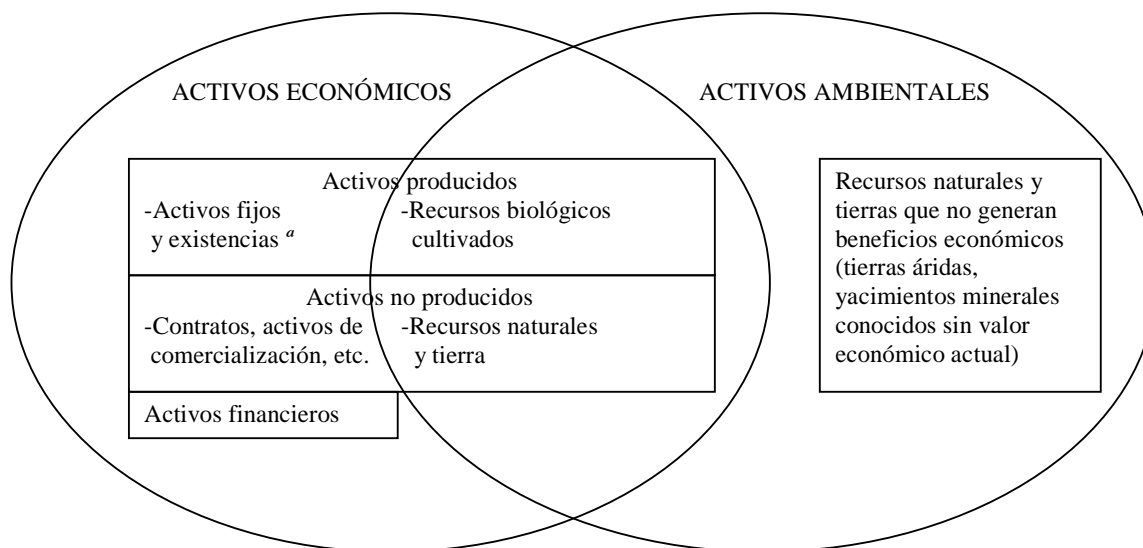 ACTIVOS ECONÓMICOS
ACTIVOS AMBIENTALES
Activos producidos
-Activos fijos
y existencias ª
-Recursos biológicos
cultivados
Activos no producidos
-Contratos, activos de
comercialización, etc.
-Recursos naturales
y tierra
Activos financieros
Recursos naturales y
tierras que no generan
beneficios económicos
(tierras áridas,
yacimientos minerales
conocidos sin valor
económico actual)